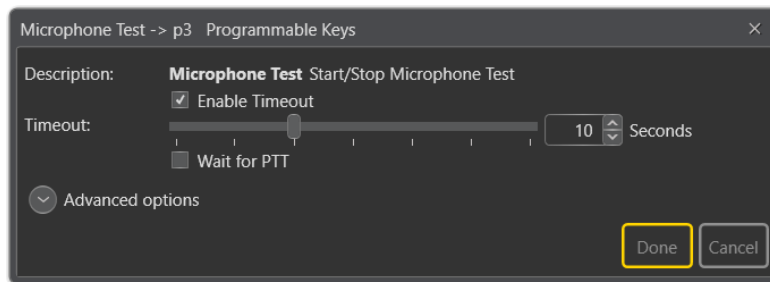 Microphone Test -> p3 Programmable Keys
Description: Microphone Test Start/Stop Microphone Test
Enable Timeout
Timeout: 10 Seconds
Wait for PTT
Advanced options
Done Cancel